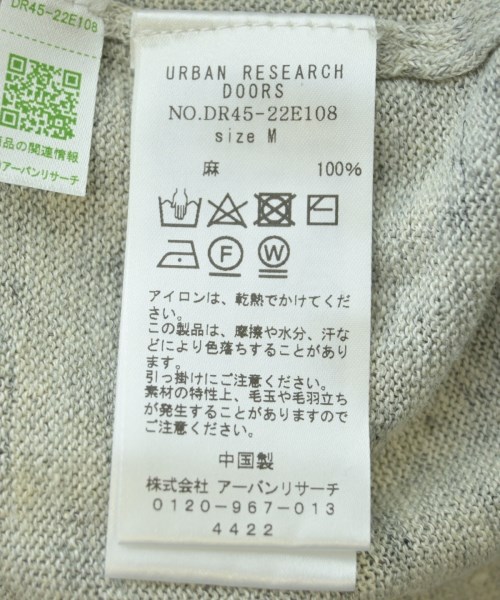 DR45-22E108
製品の関連情報
アーバンリサーチ
URBAN RESEARCH
DOORS
NO.DR45-22E108
size M
麻 100%
F W
アイロンは、乾熱でかけてくだ
さい。
この製品は、摩擦や水分、汗な
どにより色落ちすることがあり
ます。
引っ掛けにご注意ください。
素材の特性上、毛玉や毛羽立ち
が発生することがありますので
ご注意ください。
中国製
株式会社 アーバンリサーチ
0120-967-013
4422